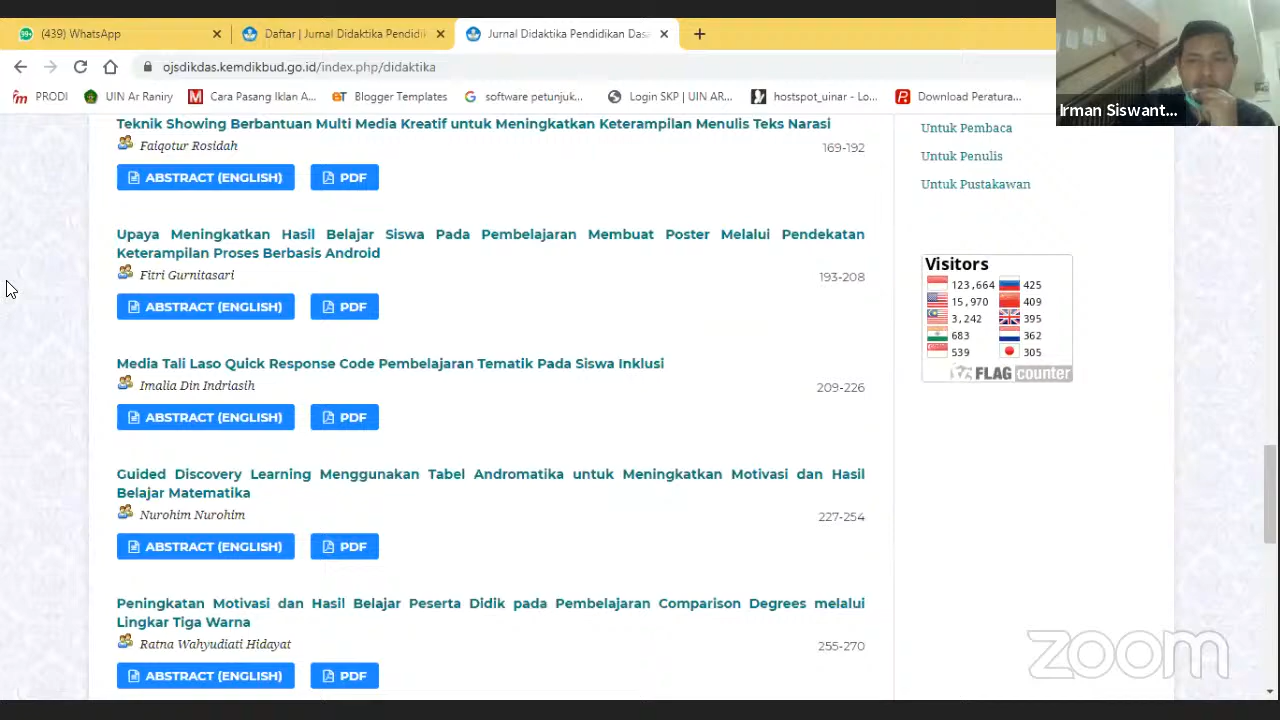 (439) WhatsApp
Daftar | Jurnal Didaktika Pendidik
Jurnal Didaktika Pendidikan Dasa
ojsdikdas.kemdikbud.go.id/index.php/didaktika
PRODI
UIN Ar Raniry
Cara Pasang Iklan A...
Blogger Templates
software petunjuk...
Login SKP | UIN AR...
hostspot_uinar - Lo...
Download Peratura...
Irman Siswant...
Teknik Showing Berbantuan Multi Media Kreatif untuk Meningkatkan Keterampilan Menulis Teks Narasi
Faiqotur Rosidah
169-192
ABSTRACT (ENGLISH)
PDF
Upaya Meningkatkan Hasil Belajar Siswa Pada Pembelajaran Membuat Poster Melalui Pendekatan
Keterampilan Proses Berbasis Android
Fitri Gurnitasari
193-208
ABSTRACT (ENGLISH)
PDF
Media Tali Laso Quick Response Code Pembelajaran Tematik Pada Siswa Inklusi
Imalia Din Indriasih
209-226
ABSTRACT (ENGLISH)
PDF
Guided Discovery Learning Menggunakan Tabel Andromatika untuk Meningkatkan Motivasi dan Hasil
Belajar Matematika
Nurohim Nurohim
227-254
ABSTRACT (ENGLISH)
PDF
Peningkatan Motivasi dan Hasil Belajar Peserta Didik pada Pembelajaran Comparison Degrees melalui
Lingkar Tiga Warna
Ratna Wahyudiati Hidayat
255-270
ABSTRACT (ENGLISH)
PDF
Untuk Pembaca
Untuk Penulis
Untuk Pustakawan
Visitors
123,664 425
15,970 409
3,242 395
683 362
539 305
FLAG counter
zoom